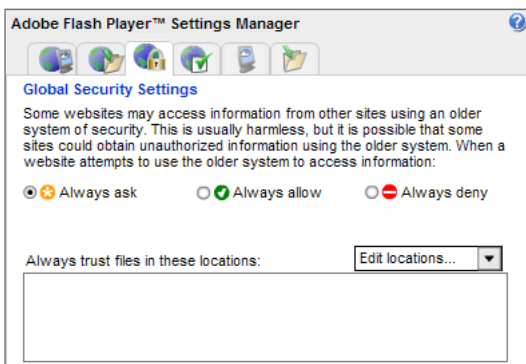 Adobe Flash Player™ Settings Manager
?
Global Security Settings
Some websites may access information from other sites using an older
system of security. This is usually harmless, but it is possible that some
sites could obtain unauthorized information using the older system. When a
website attempts to use the older system to access information:
Always ask Always allow Always deny
Always trust files in these locations: Edit locations...